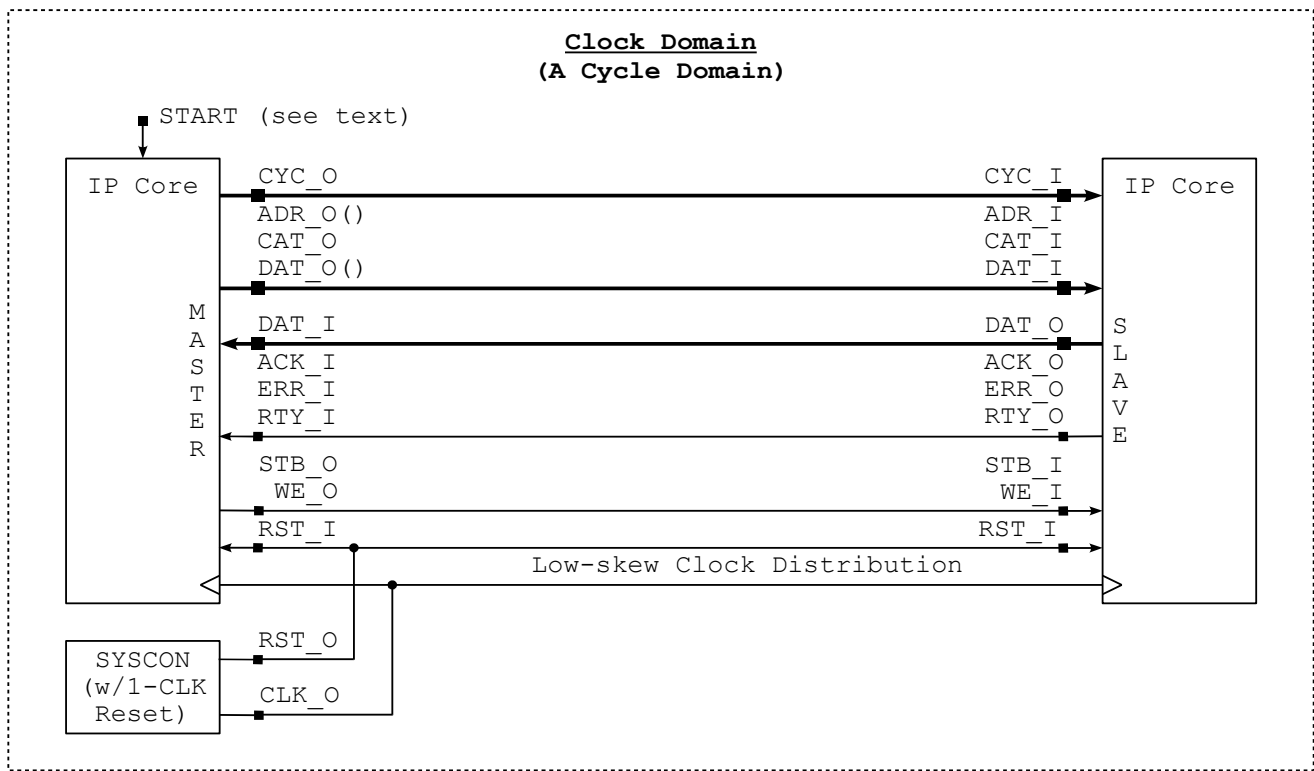 Clock Domain
(A Cycle Domain)
START (see text)
IP Core
CYC_O
CYC_I
IP Core
ADR_O()
ADR_I
CAT_O
CAT_I
DAT_O()
DAT_I
MASTER
DAT_I
DAT_O
SLAVE
ACK_I
ACK_O
ERR_I
ERR_O
RTY_I
RTY_O
STB_O
STB_I
WE_O
WE_I
RST_I
RST_I
Low-skew Clock Distribution
RST_O
SYSCON
(w/1-CLK
Reset)
CLK_O